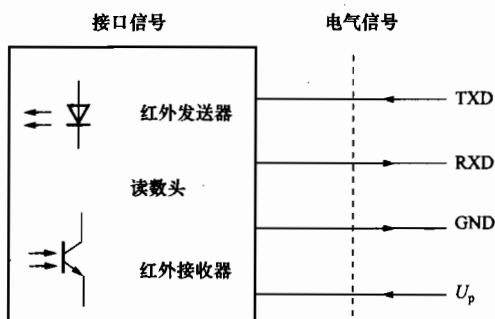 接口信号 电气信号
红外发送器 TXD
RXD
读数头
GND
红外接收器
Up